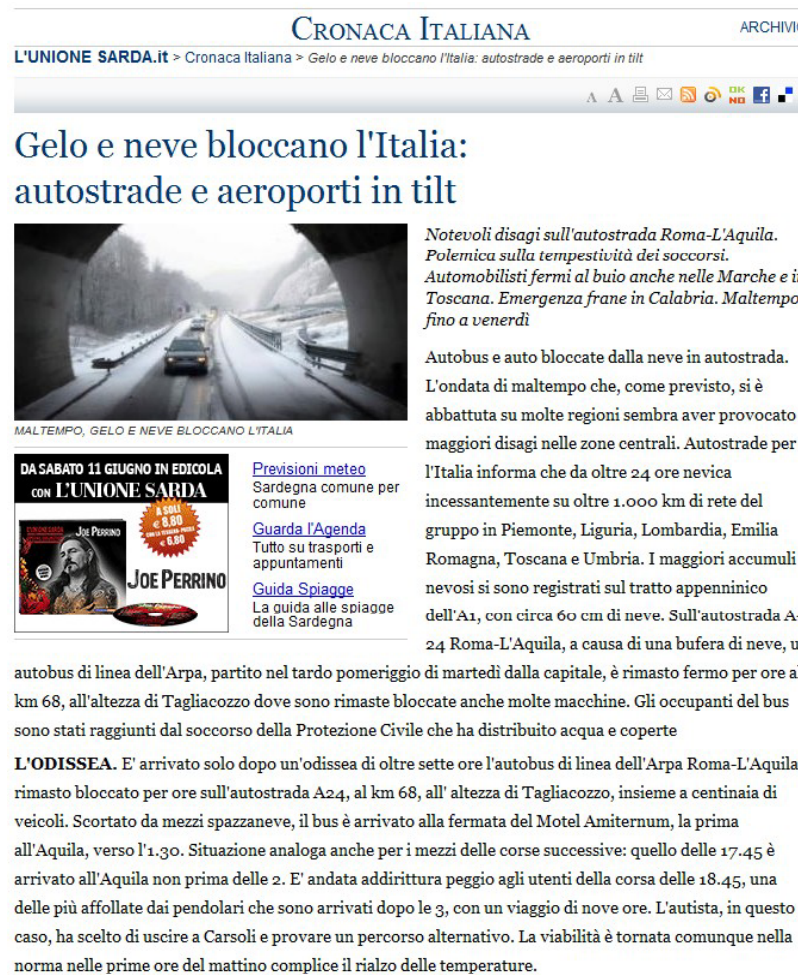 CRONACA ITALIANA
ARCHIVI
L'UNIONE SARDA.it > Cronaca Italiana > Gelo e neve bloccano l'Italia: autostrade e aeroporti in tilt
A A OK NO f
Gelo e neve bloccano l'Italia:
autostrade e aeroporti in tilt
MALTEMPO, GELO E NEVE BLOCCANO L'ITALIA
DA SABATO 11 GIUGNO IN EDICOLA
CON L'UNIONE SARDA
A SOLI
€ 8,80
€ 6,80
JOE PERRINO
JOE PERRINO
Previsioni meteo
Sardegna comune per
comune
Guarda l'Agenda
Tutto su trasporti e
appuntamenti
Guida Spiagge
La guida alle spiagge
della Sardegna
Notevoli disagi sull'autostrada Roma-L'Aquila.
Polemica sulla tempestività dei soccorsi.
Automobilisti fermi al buio anche nelle Marche e i
Toscana. Emergenza frane in Calabria. Maltempo
fino a venerdì
Autobus e auto bloccate dalla neve in autostrada.
L'ondata di maltempo che, come previsto, si è
abbattuta su molte regioni sembra aver provocato
maggiori disagi nelle zone centrali. Autostrade per
l'Italia informa che da oltre 24 ore nevica
incessantemente su oltre 1.000 km di rete del
gruppo in Piemonte, Liguria, Lombardia, Emilia
Romagna, Toscana e Umbria. I maggiori accumuli
nevosi si sono registrati sul tratto appenninico
dell'A1, con circa 60 cm di neve. Sull'autostrada A-
24 Roma-L'Aquila, a causa di una bufera di neve, u
autobus di linea dell'Arpa, partito nel tardo pomeriggio di martedì dalla capitale, è rimasto fermo per ore al
km 68, all'altezza di Tagliacozzo dove sono rimaste bloccate anche molte macchine. Gli occupanti del bus
sono stati raggiunti dal soccorso della Protezione Civile che ha distribuito acqua e coperte
L'ODISSEA. E' arrivato solo dopo un'odissea di oltre sette ore l'autobus di linea dell'Arpa Roma-L'Aquila
rimasto bloccato per ore sull'autostrada A24, al km 68, all' altezza di Tagliacozzo, insieme a centinaia di
veicoli. Scortato da mezzi spazzaneve, il bus è arrivato alla fermata del Motel Amiternum, la prima
all'Aquila, verso l'1.30. Situazione analoga anche per i mezzi delle corse successive: quello delle 17.45 è
arrivato all'Aquila non prima delle 2. E' andata addirittura peggio agli utenti della corsa delle 18.45, una
delle più affollate dai pendolari che sono arrivati dopo le 3, con un viaggio di nove ore. L'autista, in questo
caso, ha scelto di uscire a Carsoli e provare un percorso alternativo. La viabilità è tornata comunque nella
norma nelle prime ore del mattino complice il rialzo delle temperature.